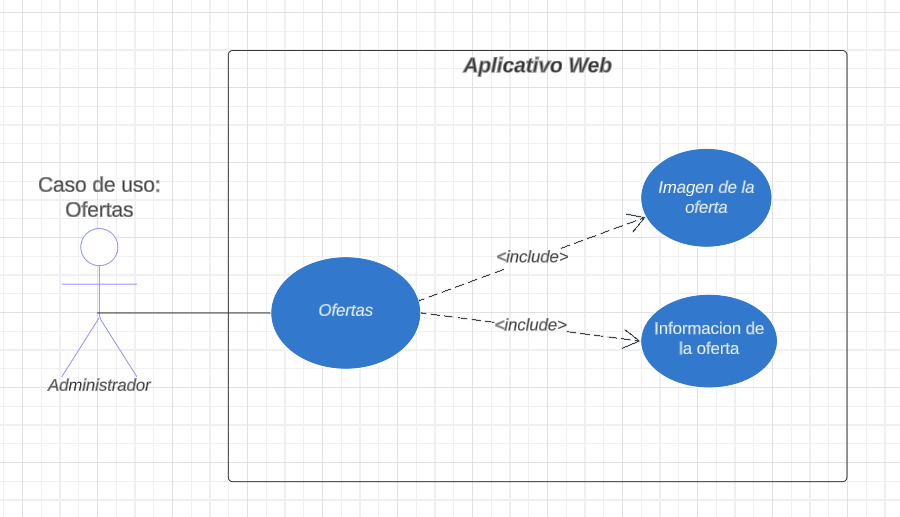 Aplicativo Web
Caso de uso:
Ofertas
Imagen de la
oferta
<include>
Ofertas
<include>
Informacion de
la oferta
Administrador